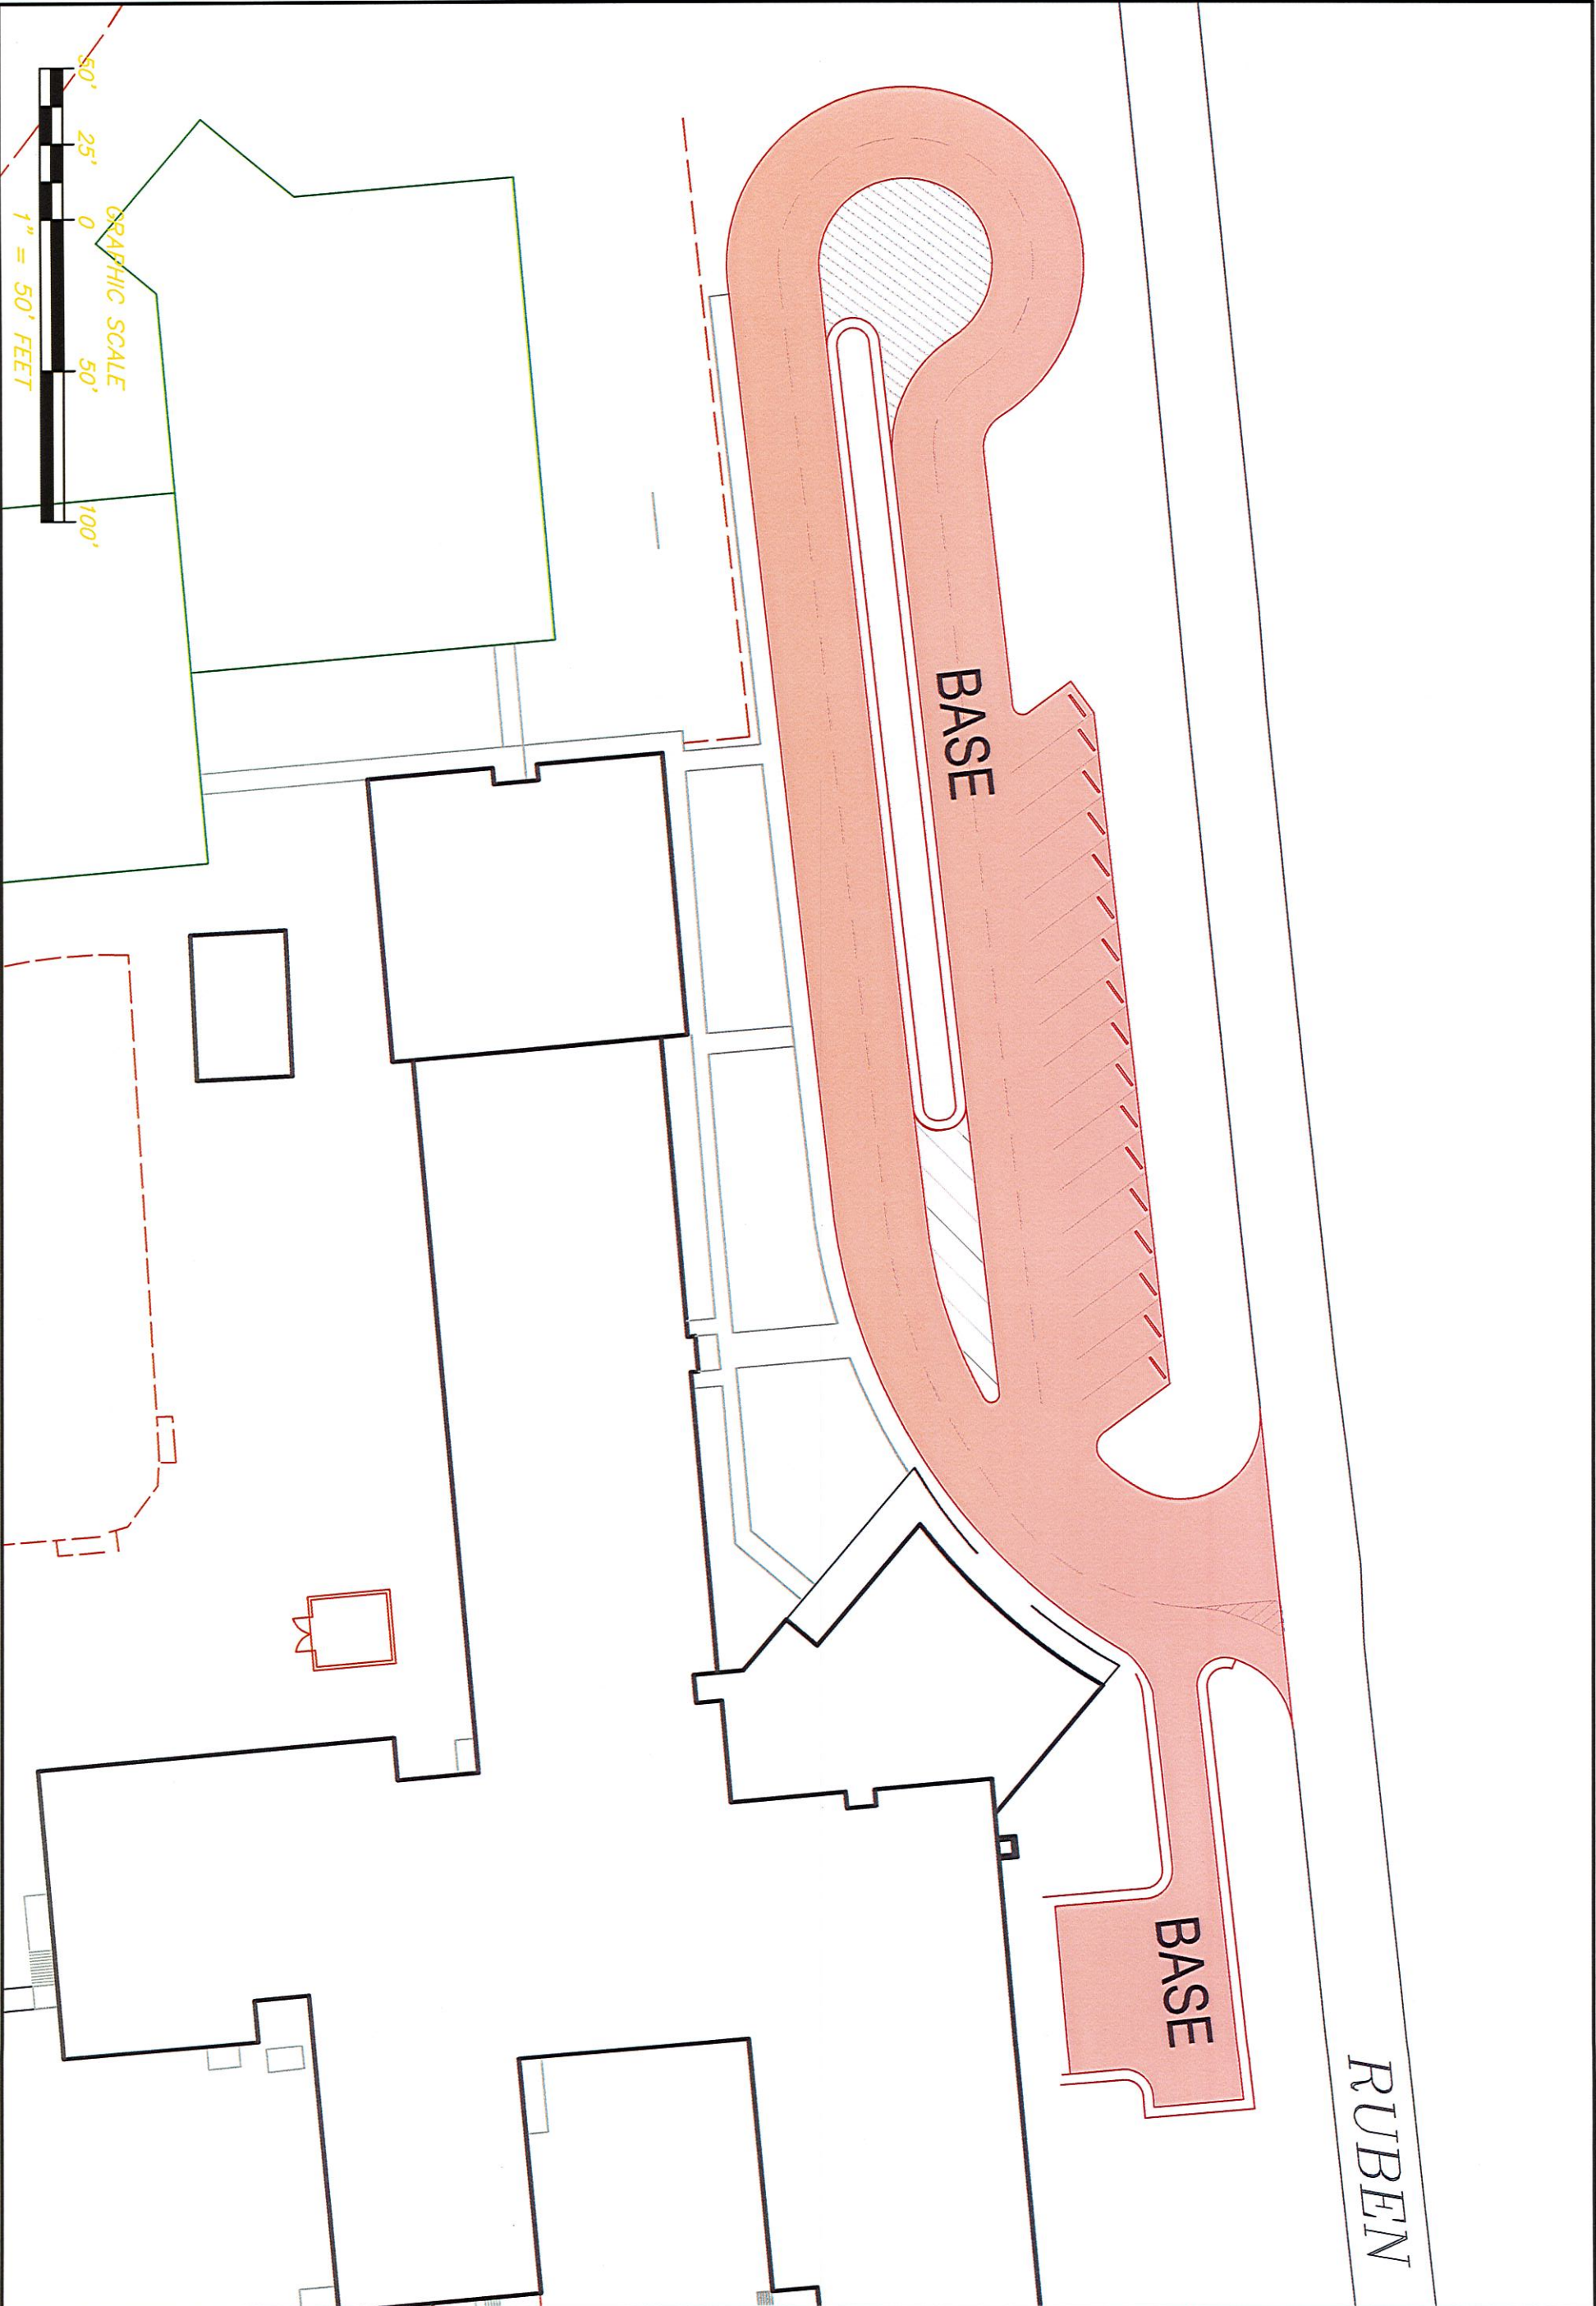 RUBEN
BASE
BASE
50' 25' 0 50' 100'
GRAPHIC SCALE
1" = 50' FEET